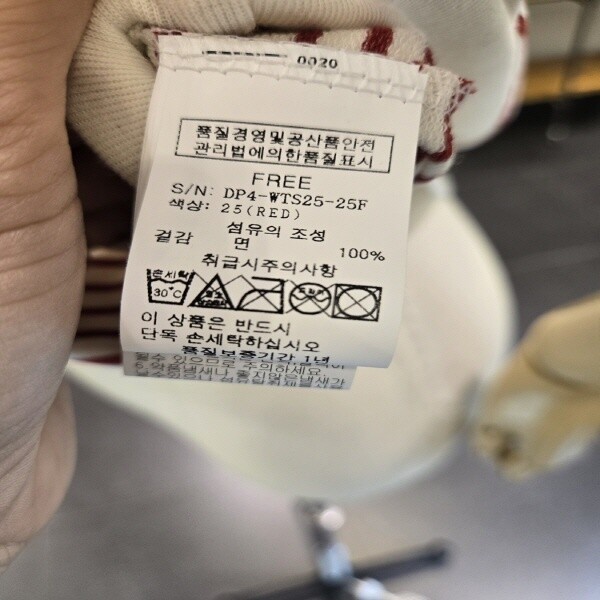 0020
품질경영및공산품안전
관리법에의한품질표시
FREE
S/N: DP4-WTS25-25F
색상: 25(RED)
섬유의 조성
겉감 면 100%
취급시주의사항
손세탁
30°C
이 상품은 반드시
단독 손세탁하십시오
품질보증기간 1년